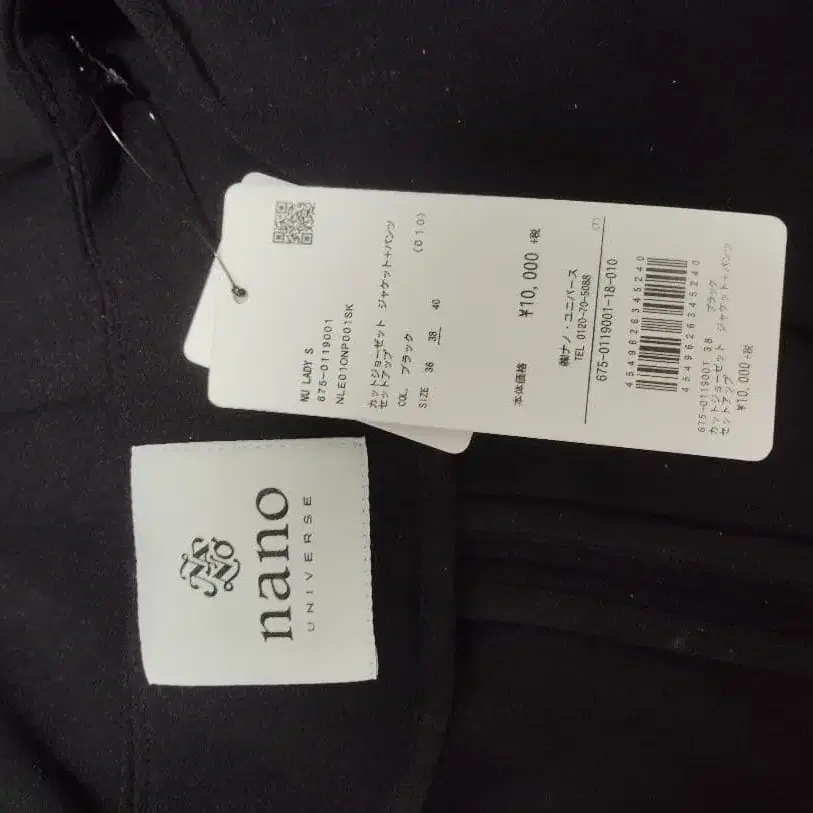 NU LADY S
675-0119001
NLE01ONP001SK
カットジョーゼット ジャケット+パンツ
セットアップ
COL. ブラック (010)
SIZE 36 38 40
本体価格 ¥10,000 +税
㈱ナノ・ユニバース
TEL 0120-70-5088
(7)
675-0119001-18-010
4549626345240
4549626345240
675-0119001 38 ブラック
カットジョーゼット ジャケット+パンツ
セットアップ
¥10,000+税
nano
UNIVERSE